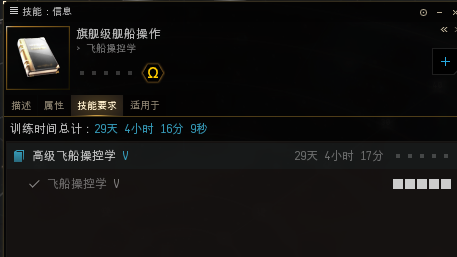 技能：信息
旗舰级舰船操作
> 飞船操控学
Ω
描述 属性 技能要求 适用于
训练时间总计：29天 4小时 16分 9秒
高级飞船操控学 V 29天 4小时 17分
飞船操控学 V